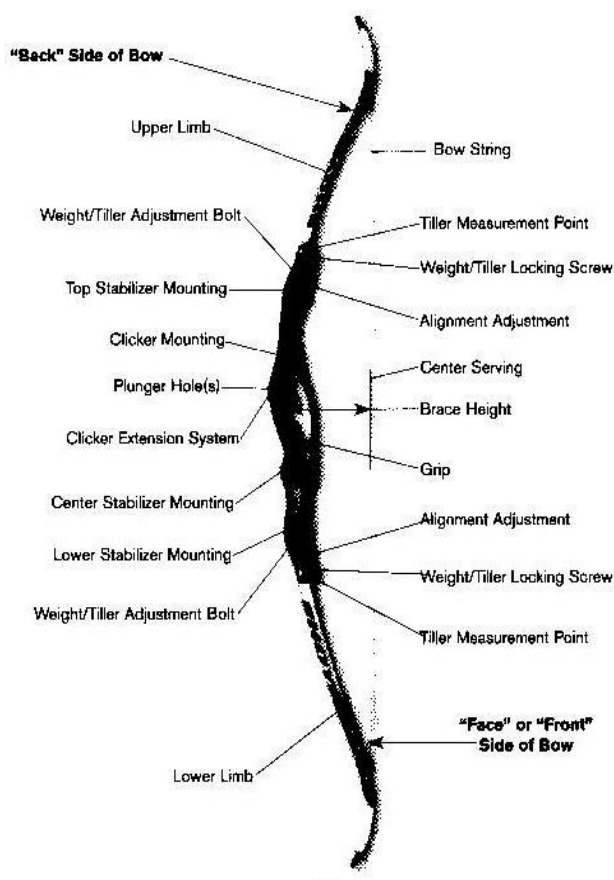 "Back" Side of Bow
Upper Limb
Bow String
Weight/Tiller Adjustment Bolt
Tiller Measurement Point
Weight/Tiller Locking Screw
Top Stabilizer Mounting
Alignment Adjustment
Clicker Mounting
Center Serving
Plunger Hole(s)
Brace Height
Clicker Extension System
Grip
Center Stabilizer Mounting
Alignment Adjustment
Lower Stabilizer Mounting
Weight/Tiller Locking Screw
Weight/Tiller Adjustment Bolt
Tiller Measurement Point
"Face" or "Front"
Side of Bow
Lower Limb